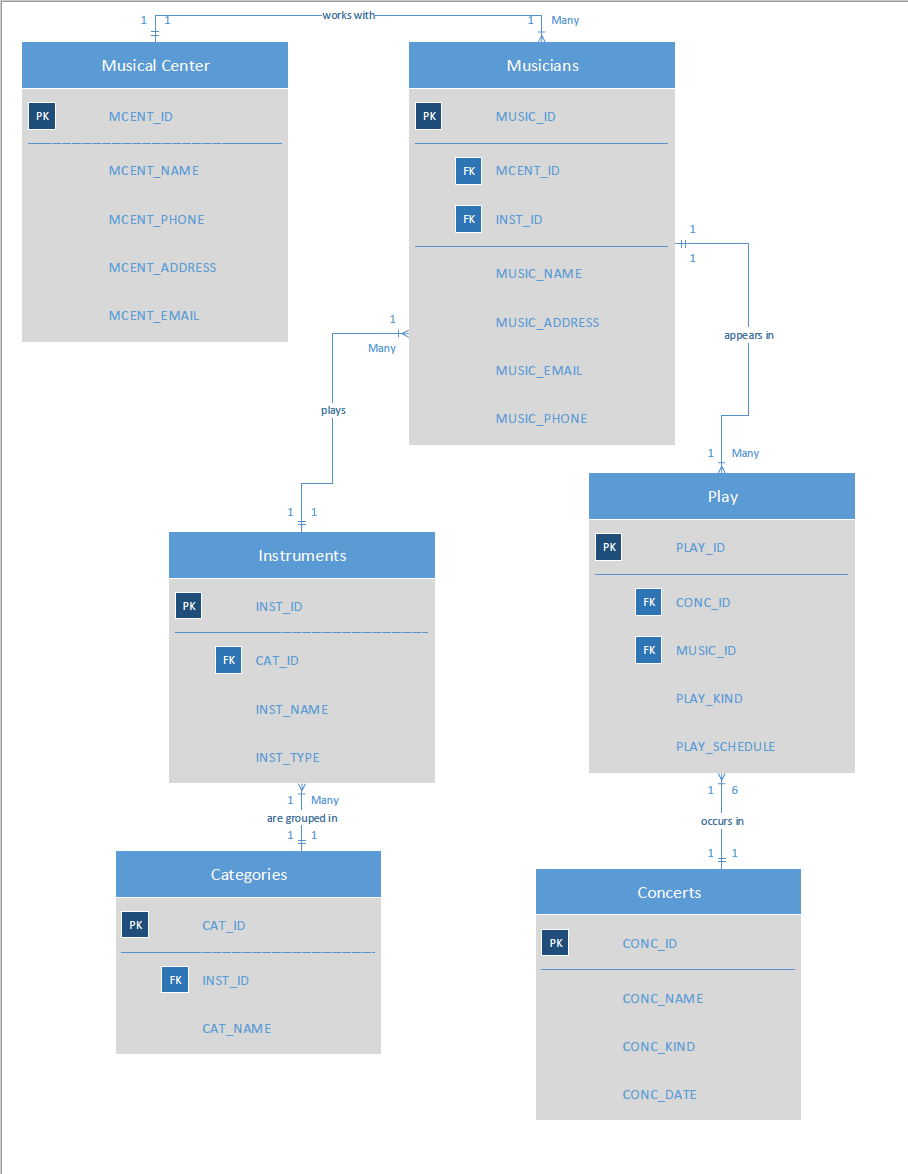 works with
1 1
1 Many
Musical Center
PK MCENT_ID
MCENT_NAME
MCENT_PHONE
MCENT_ADDRESS
MCENT_EMAIL
Musicians
PK MUSIC_ID
FK MCENT_ID
FK INST_ID
MUSIC_NAME
MUSIC_ADDRESS
MUSIC_EMAIL
MUSIC_PHONE
1
1
appears in
1 Many
1
Many
plays
1 1
Play
PK PLAY_ID
FK CONC_ID
FK MUSIC_ID
PLAY_KIND
PLAY_SCHEDULE
Instruments
PK INST_ID
FK CAT_ID
INST_NAME
INST_TYPE
1 Many
are grouped in
1 1
1 6
occurs in
1 1
Categories
PK CAT_ID
FK INST_ID
CAT_NAME
Concerts
PK CONC_ID
CONC_NAME
CONC_KIND
CONC_DATE